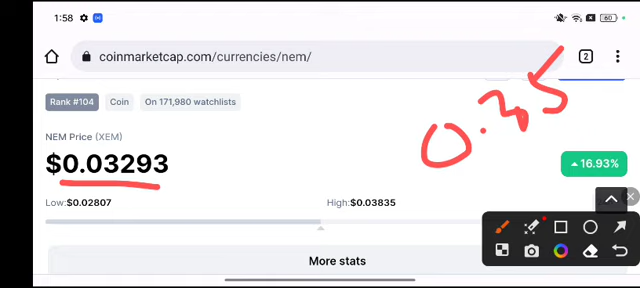 1:58
60
coinmarketcap.com/currencies/nem/
2
Rank #104 Coin On 171,980 watchlists
0.35
NEM Price (XEM)
$0.03293
16.93%
Low:$0.02807 High:$0.03835
More stats